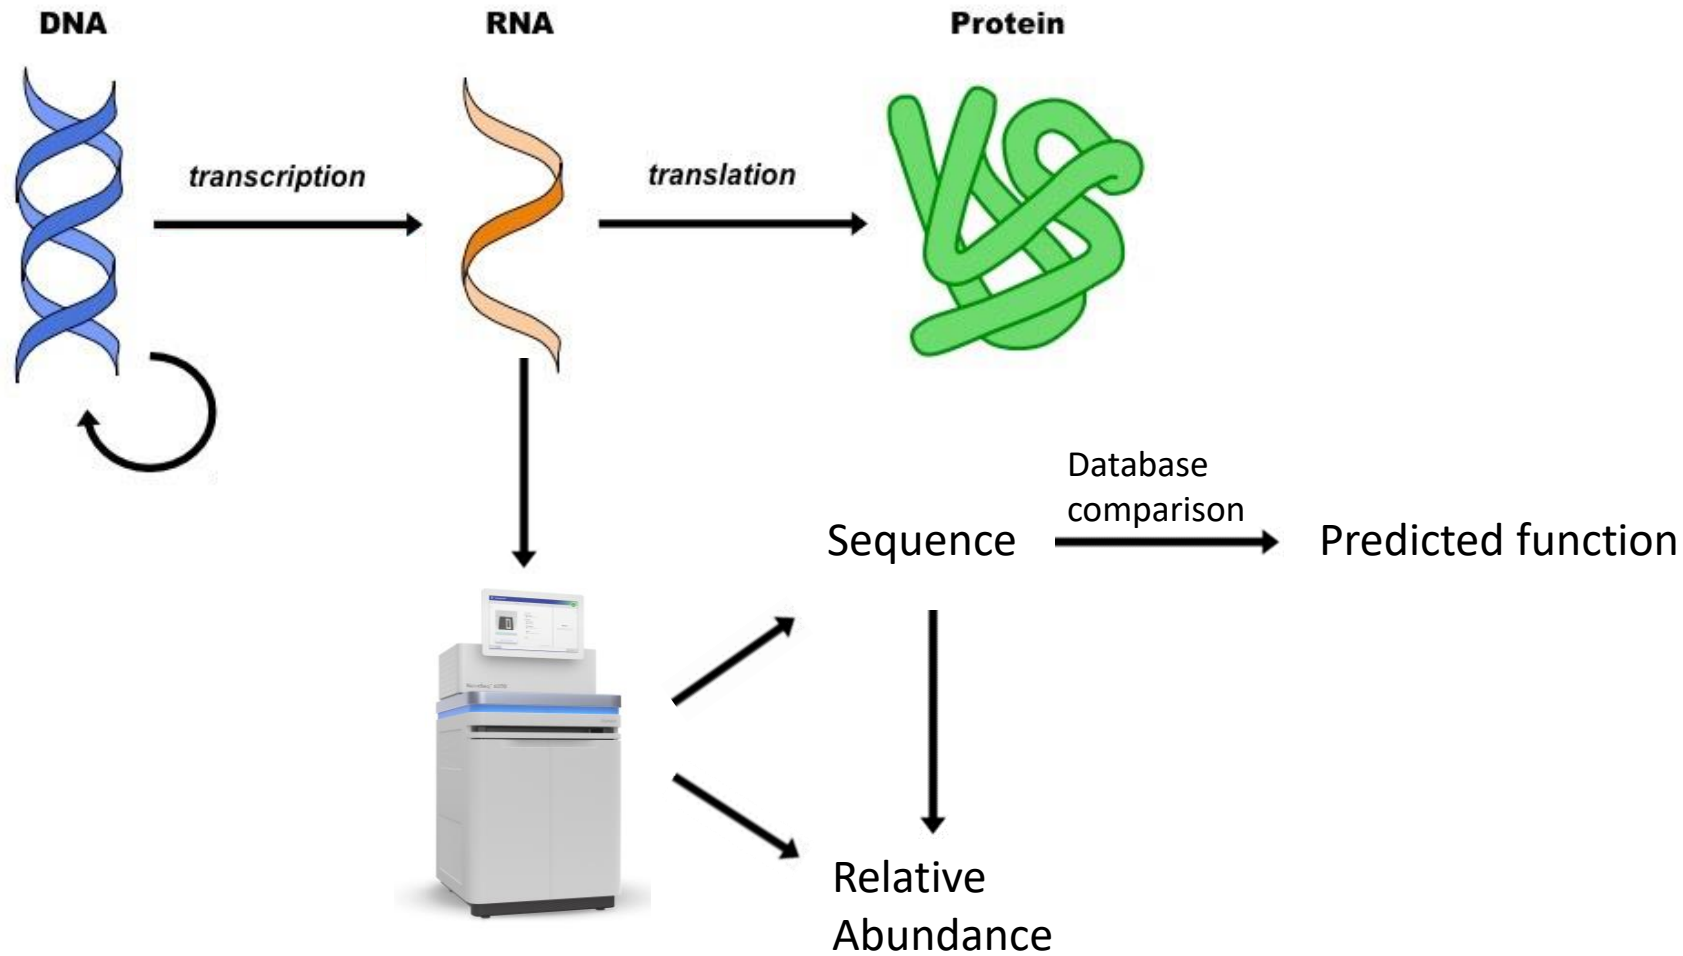 DNA
RNA
Protein
transcription
translation
Database
comparison
Sequence
Predicted function
Relative
Abundance